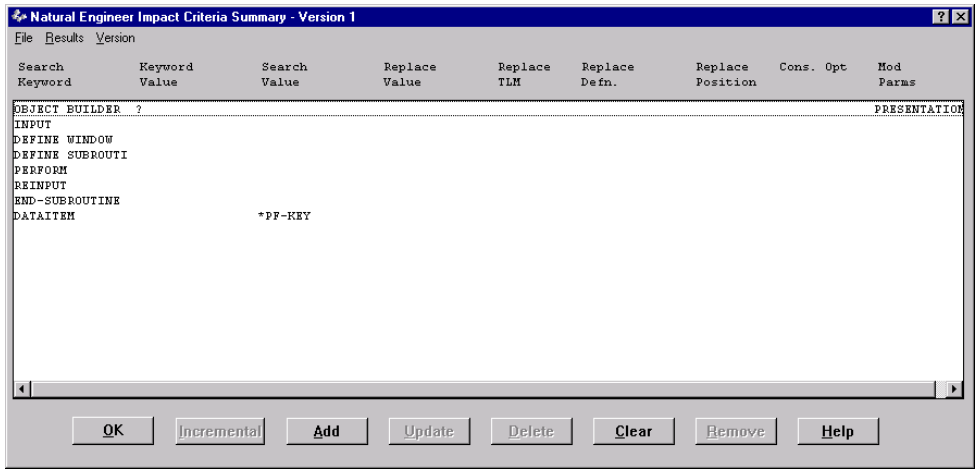 Natural Engineer Impact Criteria Summary - Version 1
File Results Version
Search Keyword Search Replace Replace Replace Replace Cons. Opt Mod
Keyword Value Value Value TLM Defn. Position Parms
OBJECT BUILDER ? PRESENTATION
INPUT
DEFINE WINDOW
DEFINE SUBROUTI
PERFORM
REINPUT
END-SUBROUTINE
DATAITEM *PF-KEY
OK Incremental Add Update Delete Clear Remove Help